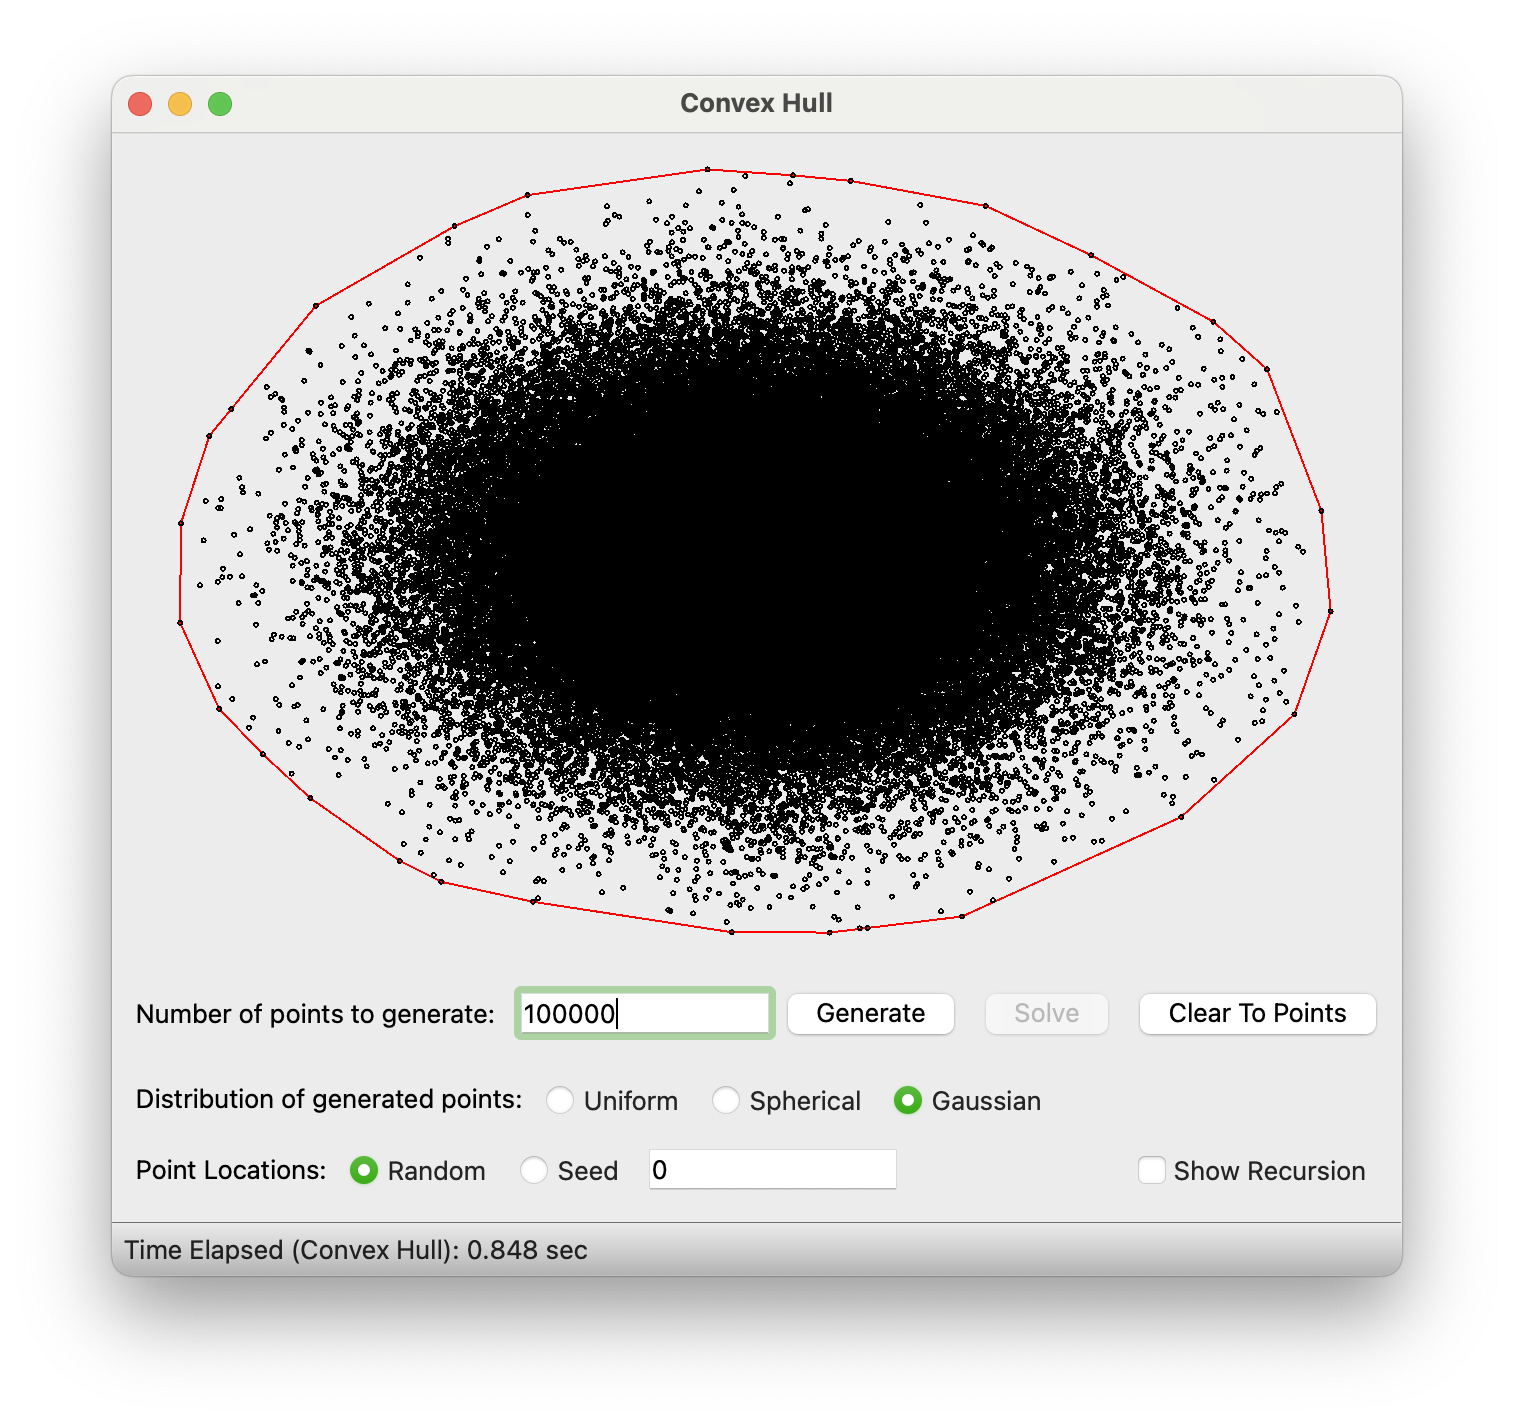 Convex Hull
Number of points to generate: 100000 Generate Solve Clear To Points
Distribution of generated points: Uniform Spherical Gaussian
Point Locations: Random Seed 0 Show Recursion
Time Elapsed (Convex Hull): 0.848 sec